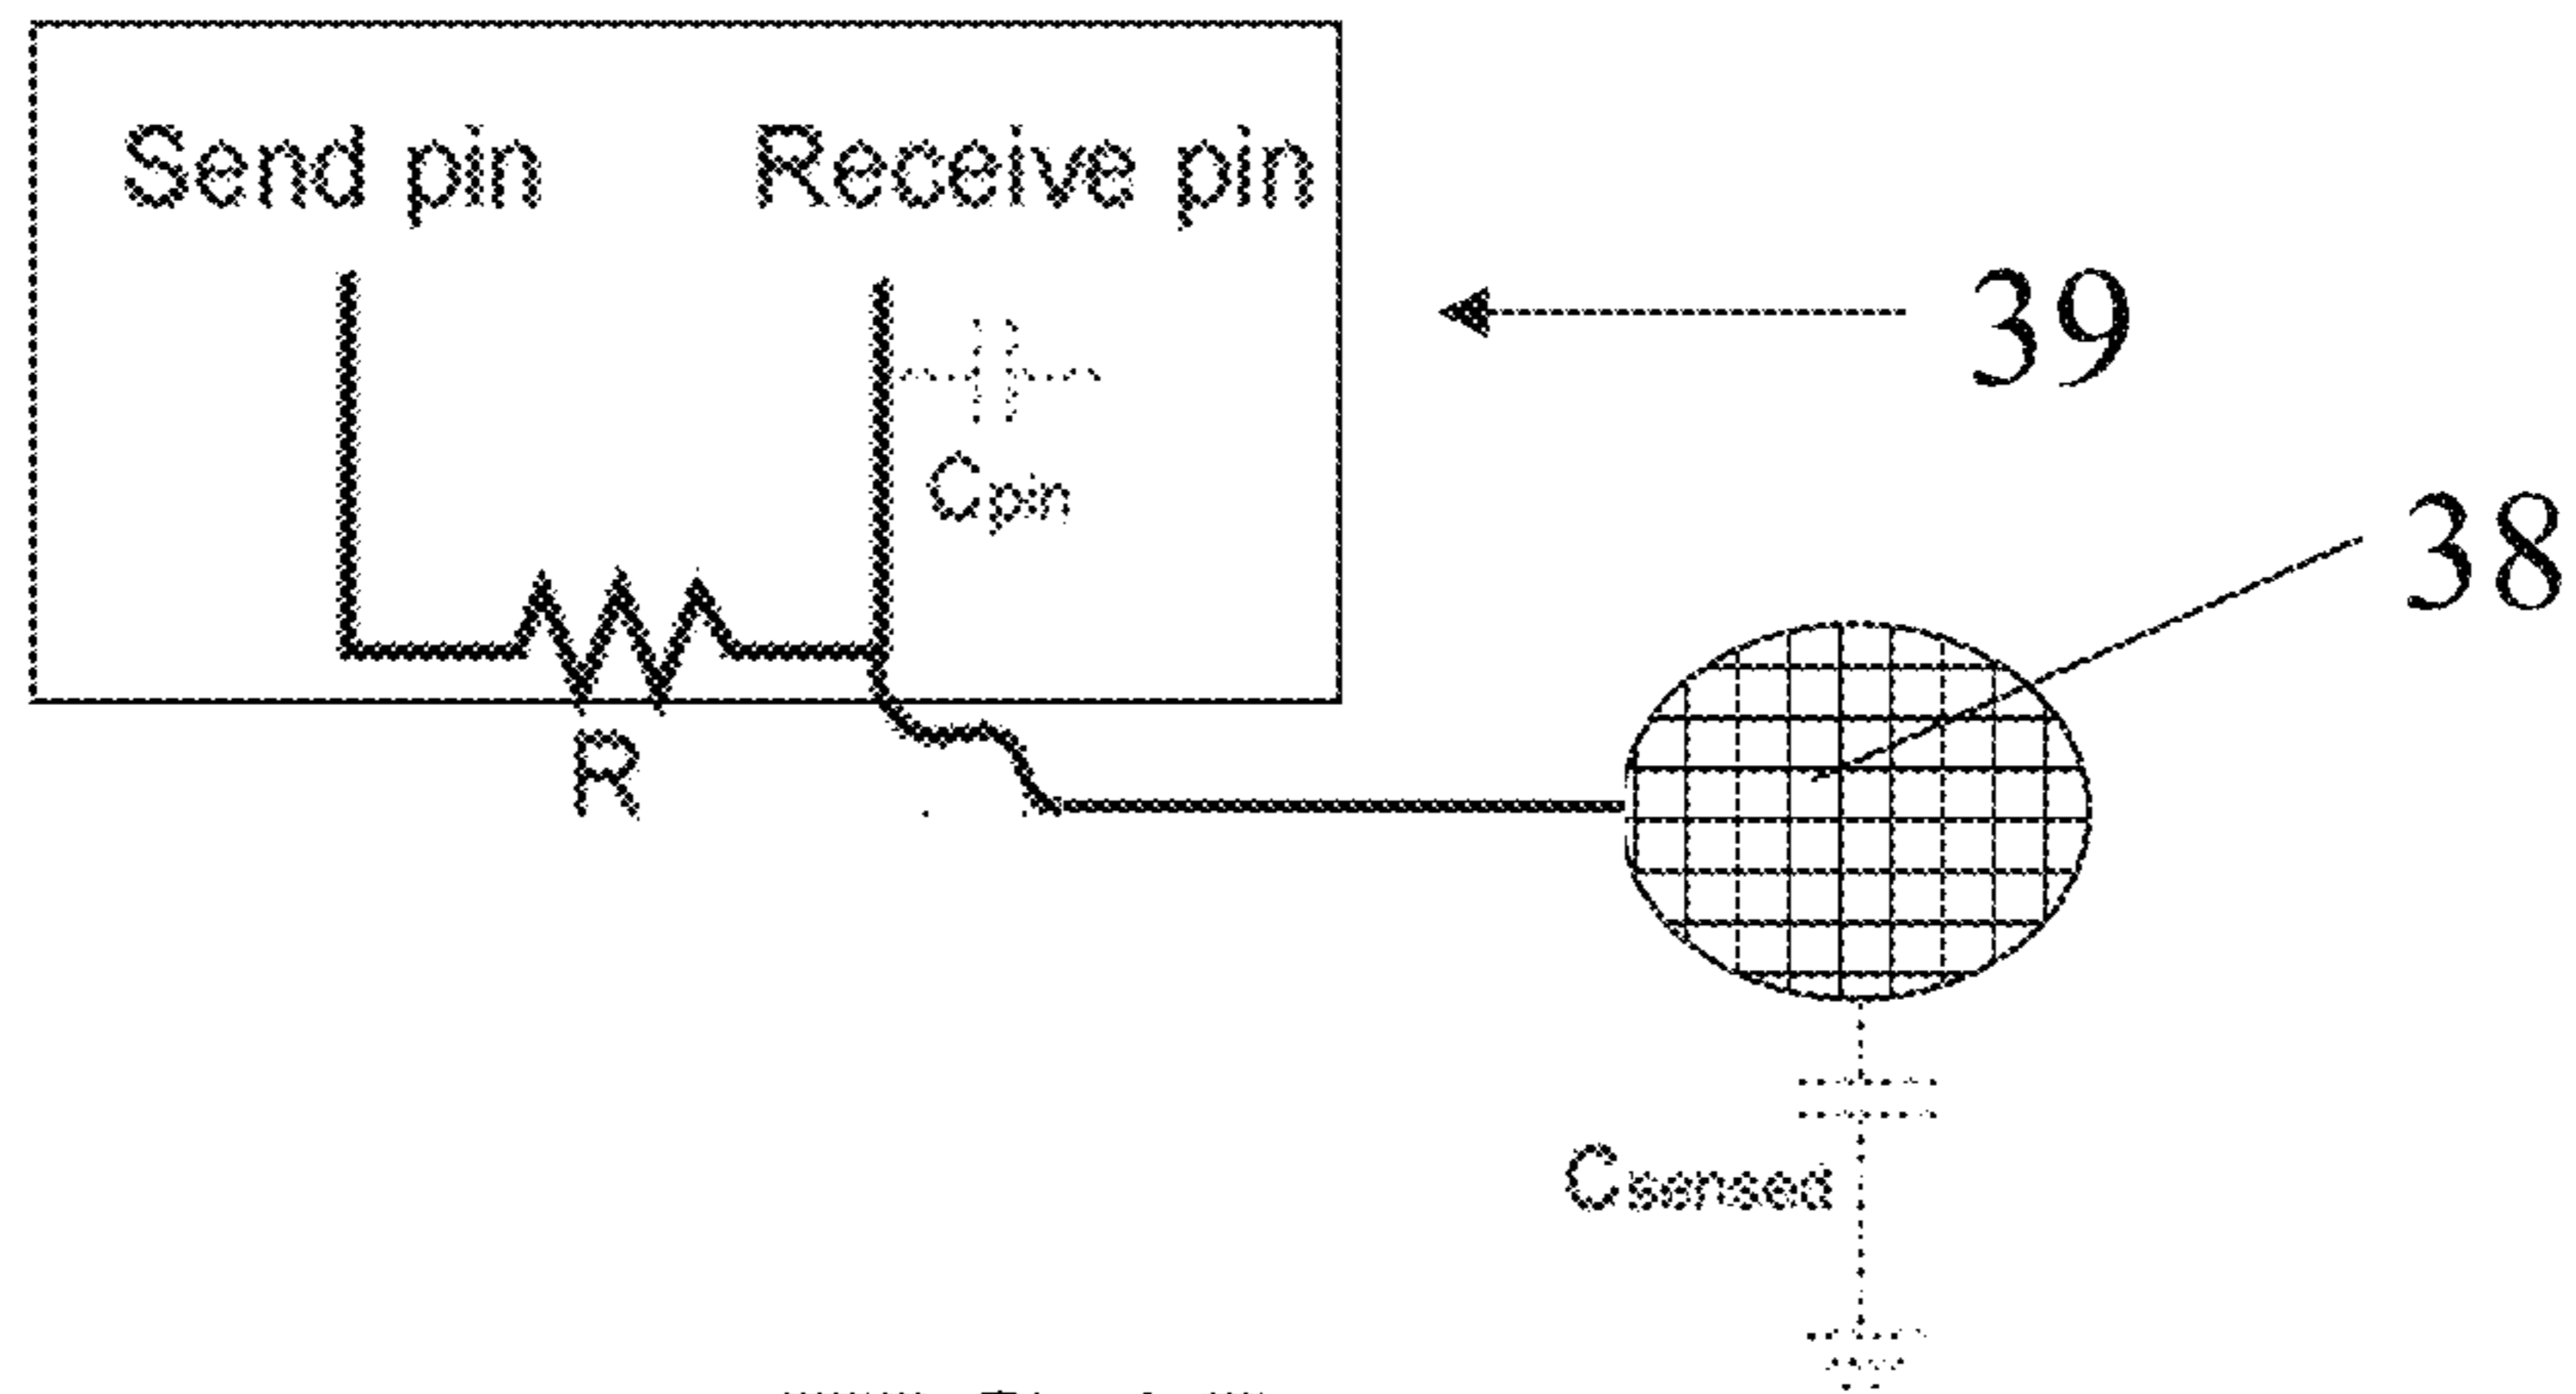 Send pin
Receive pin
39
Cpin
38
R
Csensed